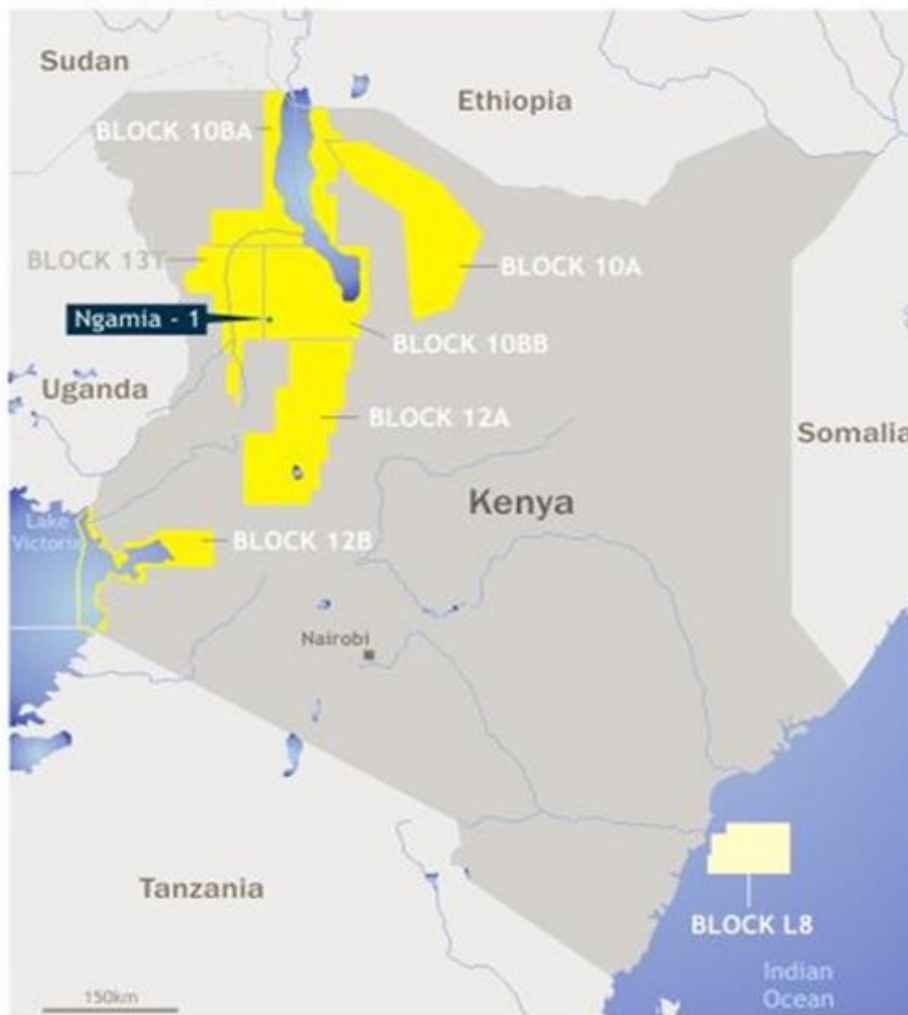 Sudan
Ethiopia
BLOCK 10BA
BLOCK 13T
BLOCK 10A
Ngamia - 1
BLOCK 10BB
Uganda
BLOCK 12A
Somalia
Kenya
Lake
Victoria
BLOCK 12B
Nairobi
Tanzania
BLOCK L8
Indian
Ocean
150km